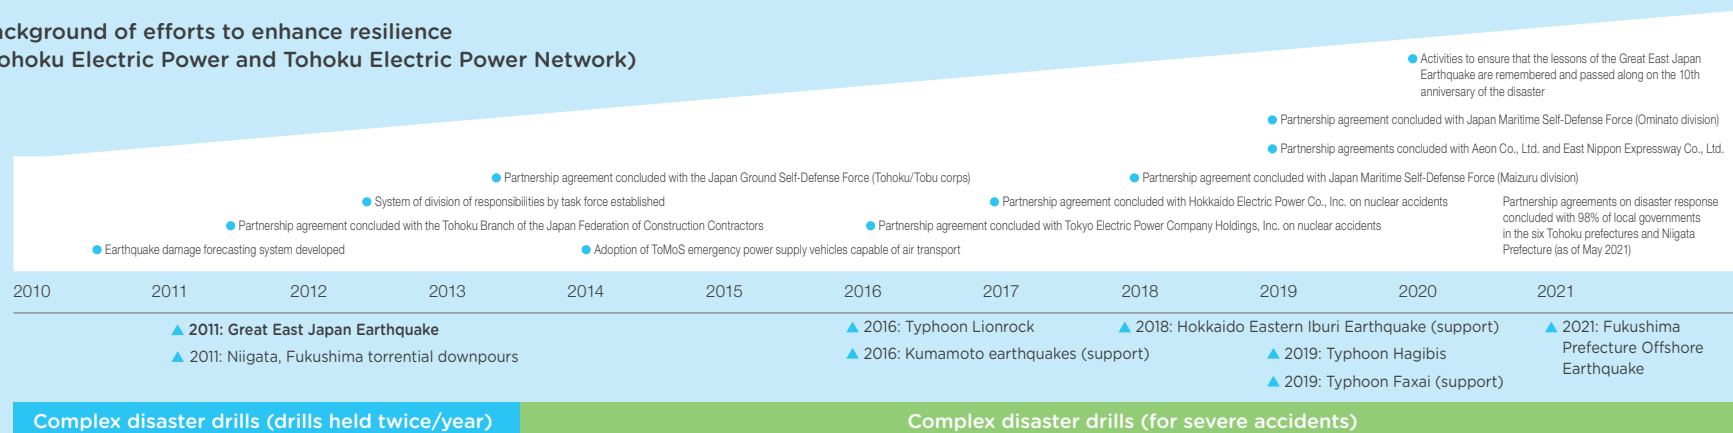 ackground of efforts to enhance resilience
ohoku Electric Power and Tohoku Electric Power Network)
● Activities to ensure that the lessons of the Great East Japan
Earthquake are remembered and passed along on the 10th
anniversary of the disaster
● Partnership agreement concluded with Japan Maritime Self-Defense Force (Ominato division)
● Partnership agreements concluded with Aeon Co., Ltd. and East Nippon Expressway Co., Ltd.
● Partnership agreement concluded with the Japan Ground Self-Defense Force (Tohoku/Tobu corps)
● Partnership agreement concluded with Japan Maritime Self-Defense Force (Maizuru division)
● System of division of responsibilities by task force established
● Partnership agreement concluded with Hokkaido Electric Power Co., Inc. on nuclear accidents
● Partnership agreement concluded with the Tohoku Branch of the Japan Federation of Construction Contractors
● Partnership agreement concluded with Tokyo Electric Power Company Holdings, Inc. on nuclear accidents
● Earthquake damage forecasting system developed
● Adoption of ToMoS emergency power supply vehicles capable of air transport
Partnership agreements on disaster response
concluded with 98% of local governments
in the six Tohoku prefectures and Niigata
Prefecture (as of May 2021)
2010 2011 2012 2013 2014 2015 2016 2017 2018 2019 2020 2021
▲ 2011: Great East Japan Earthquake
▲ 2011: Niigata, Fukushima torrential downpours
▲ 2016: Typhoon Lionrock
▲ 2016: Kumamoto earthquakes (support)
▲ 2018: Hokkaido Eastern Iburi Earthquake (support)
▲ 2019: Typhoon Hagibis
▲ 2019: Typhoon Faxai (support)
▲ 2021: Fukushima
Prefecture Offshore
Earthquake
Complex disaster drills (drills held twice/year)
Complex disaster drills (for severe accidents)